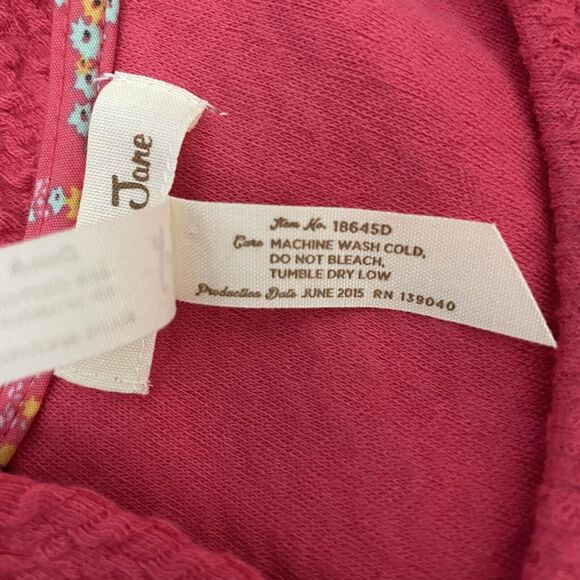 Jane
Item No. 18645D
Care MACHINE WASH COLD,
DO NOT BLEACH,
TUMBLE DRY LOW
Production Date JUNE 2015 RN 139040